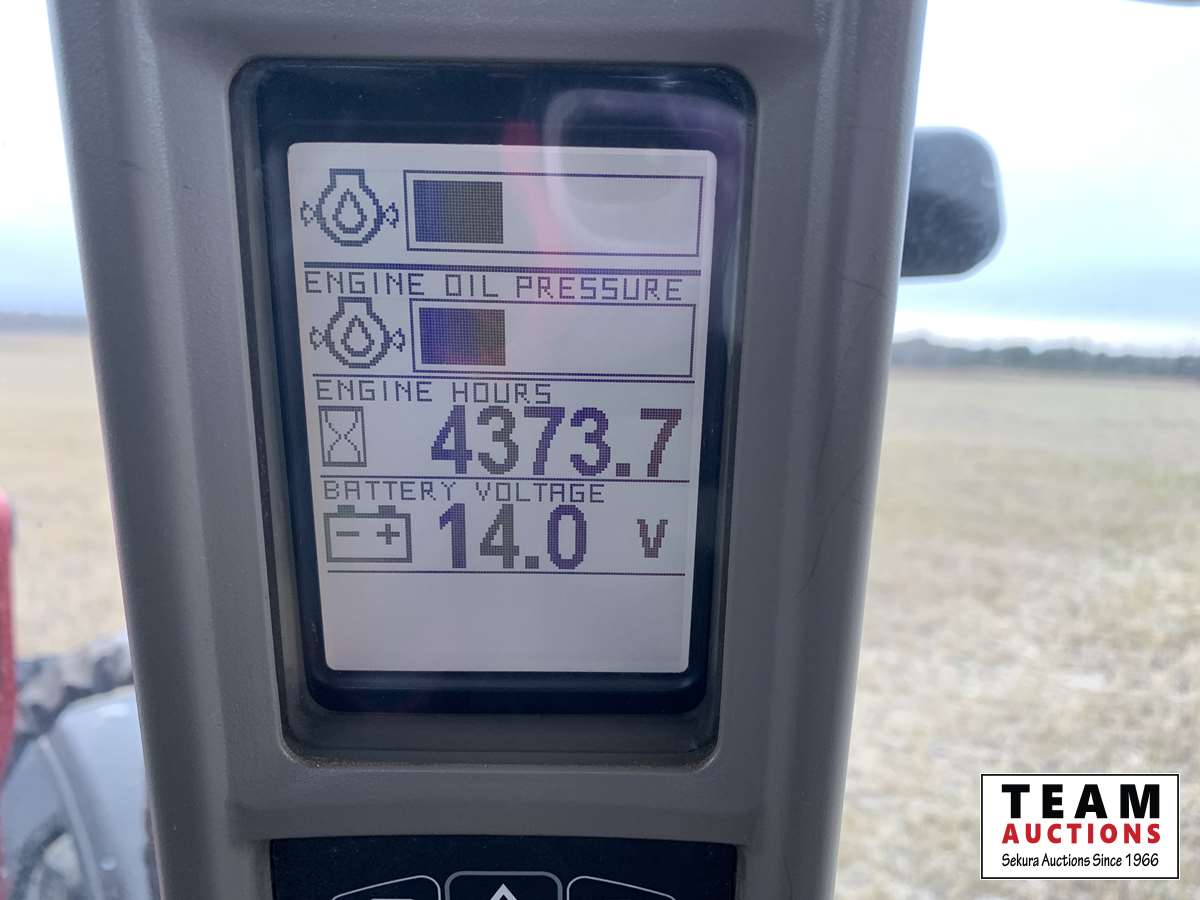 ENGINE OIL PRESSURE
ENGINE HOURS
4373.7
BATTERY VOLTAGE
14.0 V
TEAM
AUCTIONS
Sekura Auctions Since 1966